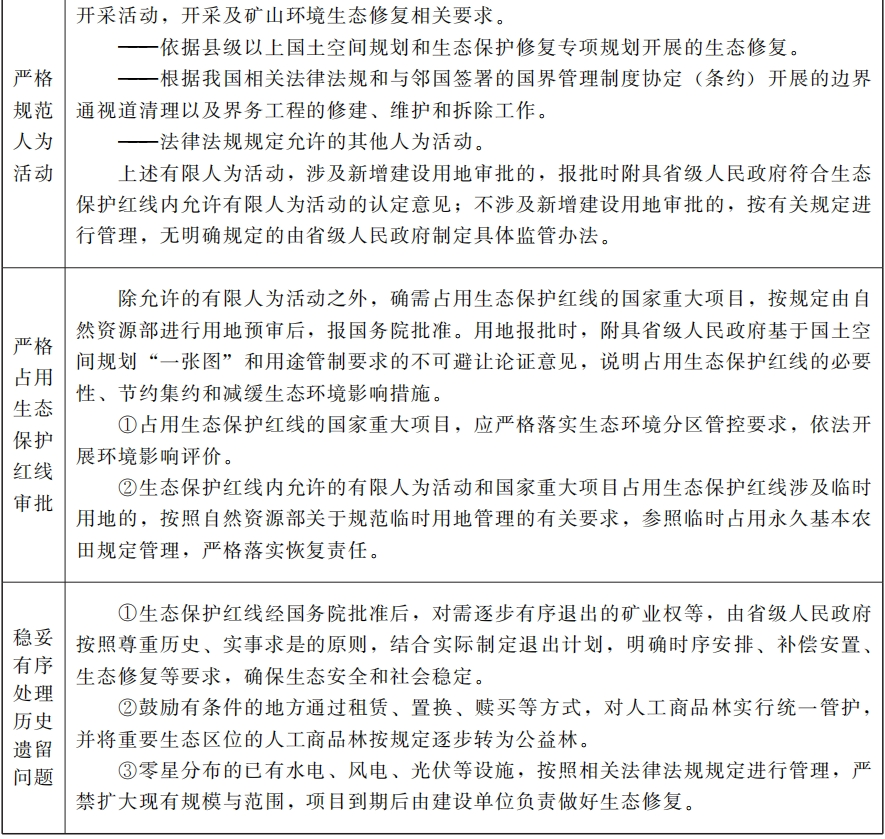 严格
规范
人为
活动
开采活动，开采及矿山环境生态修复相关要求。
——依据县级以上国土空间规划和生态保护修复专项规划开展的生态修复。
——根据我国相关法律法规和与邻国签署的国界管理制度协定（条约）开展的边界
通视道清理以及界务工程的修建、维护和拆除工作。
——法律法规规定允许的其他人为活动。
上述有限人为活动，涉及新增建设用地审批的，报批时附具省级人民政府符合生态
保护红线内允许有限人为活动的认定意见；不涉及新增建设用地审批的，按有关规定进
行管理，无明确规定的由省级人民政府制定具体监管办法。
严格
占用
生态
保护
红线
审批
除允许的有限人为活动之外，确需占用生态保护红线的国家重大项目，按规定由自
然资源部进行用地预审后，报国务院批准。用地报批时，附具省级人民政府基于国土空
间规划“一张图”和用途管制要求的不可避让论证意见，说明占用生态保护红线的必要
性、节约集约和减缓生态环境影响措施。
①占用生态保护红线的国家重大项目，应严格落实生态环境分区管控要求，依法开
展环境影响评价。
②生态保护红线内允许的有限人为活动和国家重大项目占用生态保护红线涉及临时
用地的，按照自然资源部关于规范临时用地管理的有关要求，参照临时占用永久基本农
田规定管理，严格落实恢复责任。
稳妥
有序
处理
历史
遗留
问题
①生态保护红线经国务院批准后，对需逐步有序退出的矿业权等，由省级人民政府
按照尊重历史、实事求是的原则，结合实际制定退出计划，明确时序安排、补偿安置、
生态修复等要求，确保生态安全和社会稳定。
②鼓励有条件的地方通过租赁、置换、赎买等方式，对人工商品林实行统一管护，
并将重要生态区位的人工商品林按规定逐步转为公益林。
③零星分布的已有水电、风电、光伏等设施，按照相关法律法规规定进行管理，严
禁扩大现有规模与范围，项目到期后由建设单位负责做好生态修复。